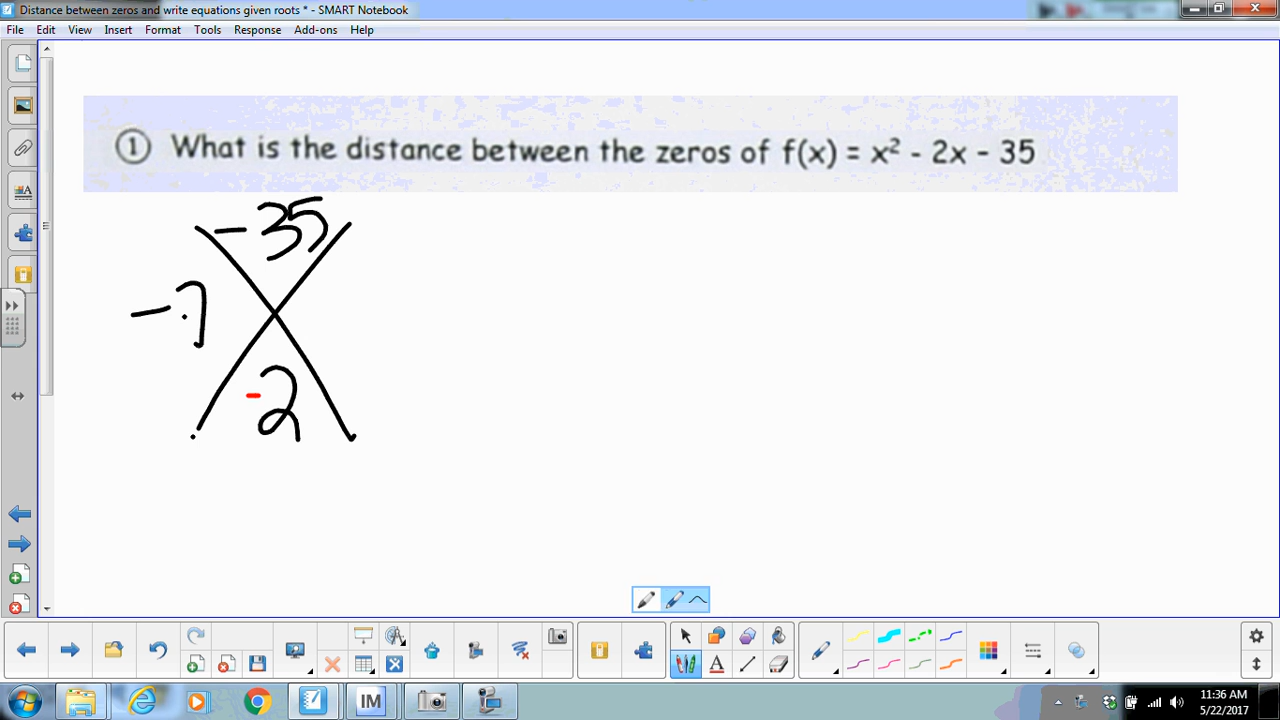 Distance between zeros and write equations given roots * - SMART Notebook
File Edit View Insert Format Tools Response Add-ons Help
① What is the distance between the zeros of f(x) = x² - 2x - 35
-35
-7
-2
A
A
IM
11:36 AM
5/22/2017